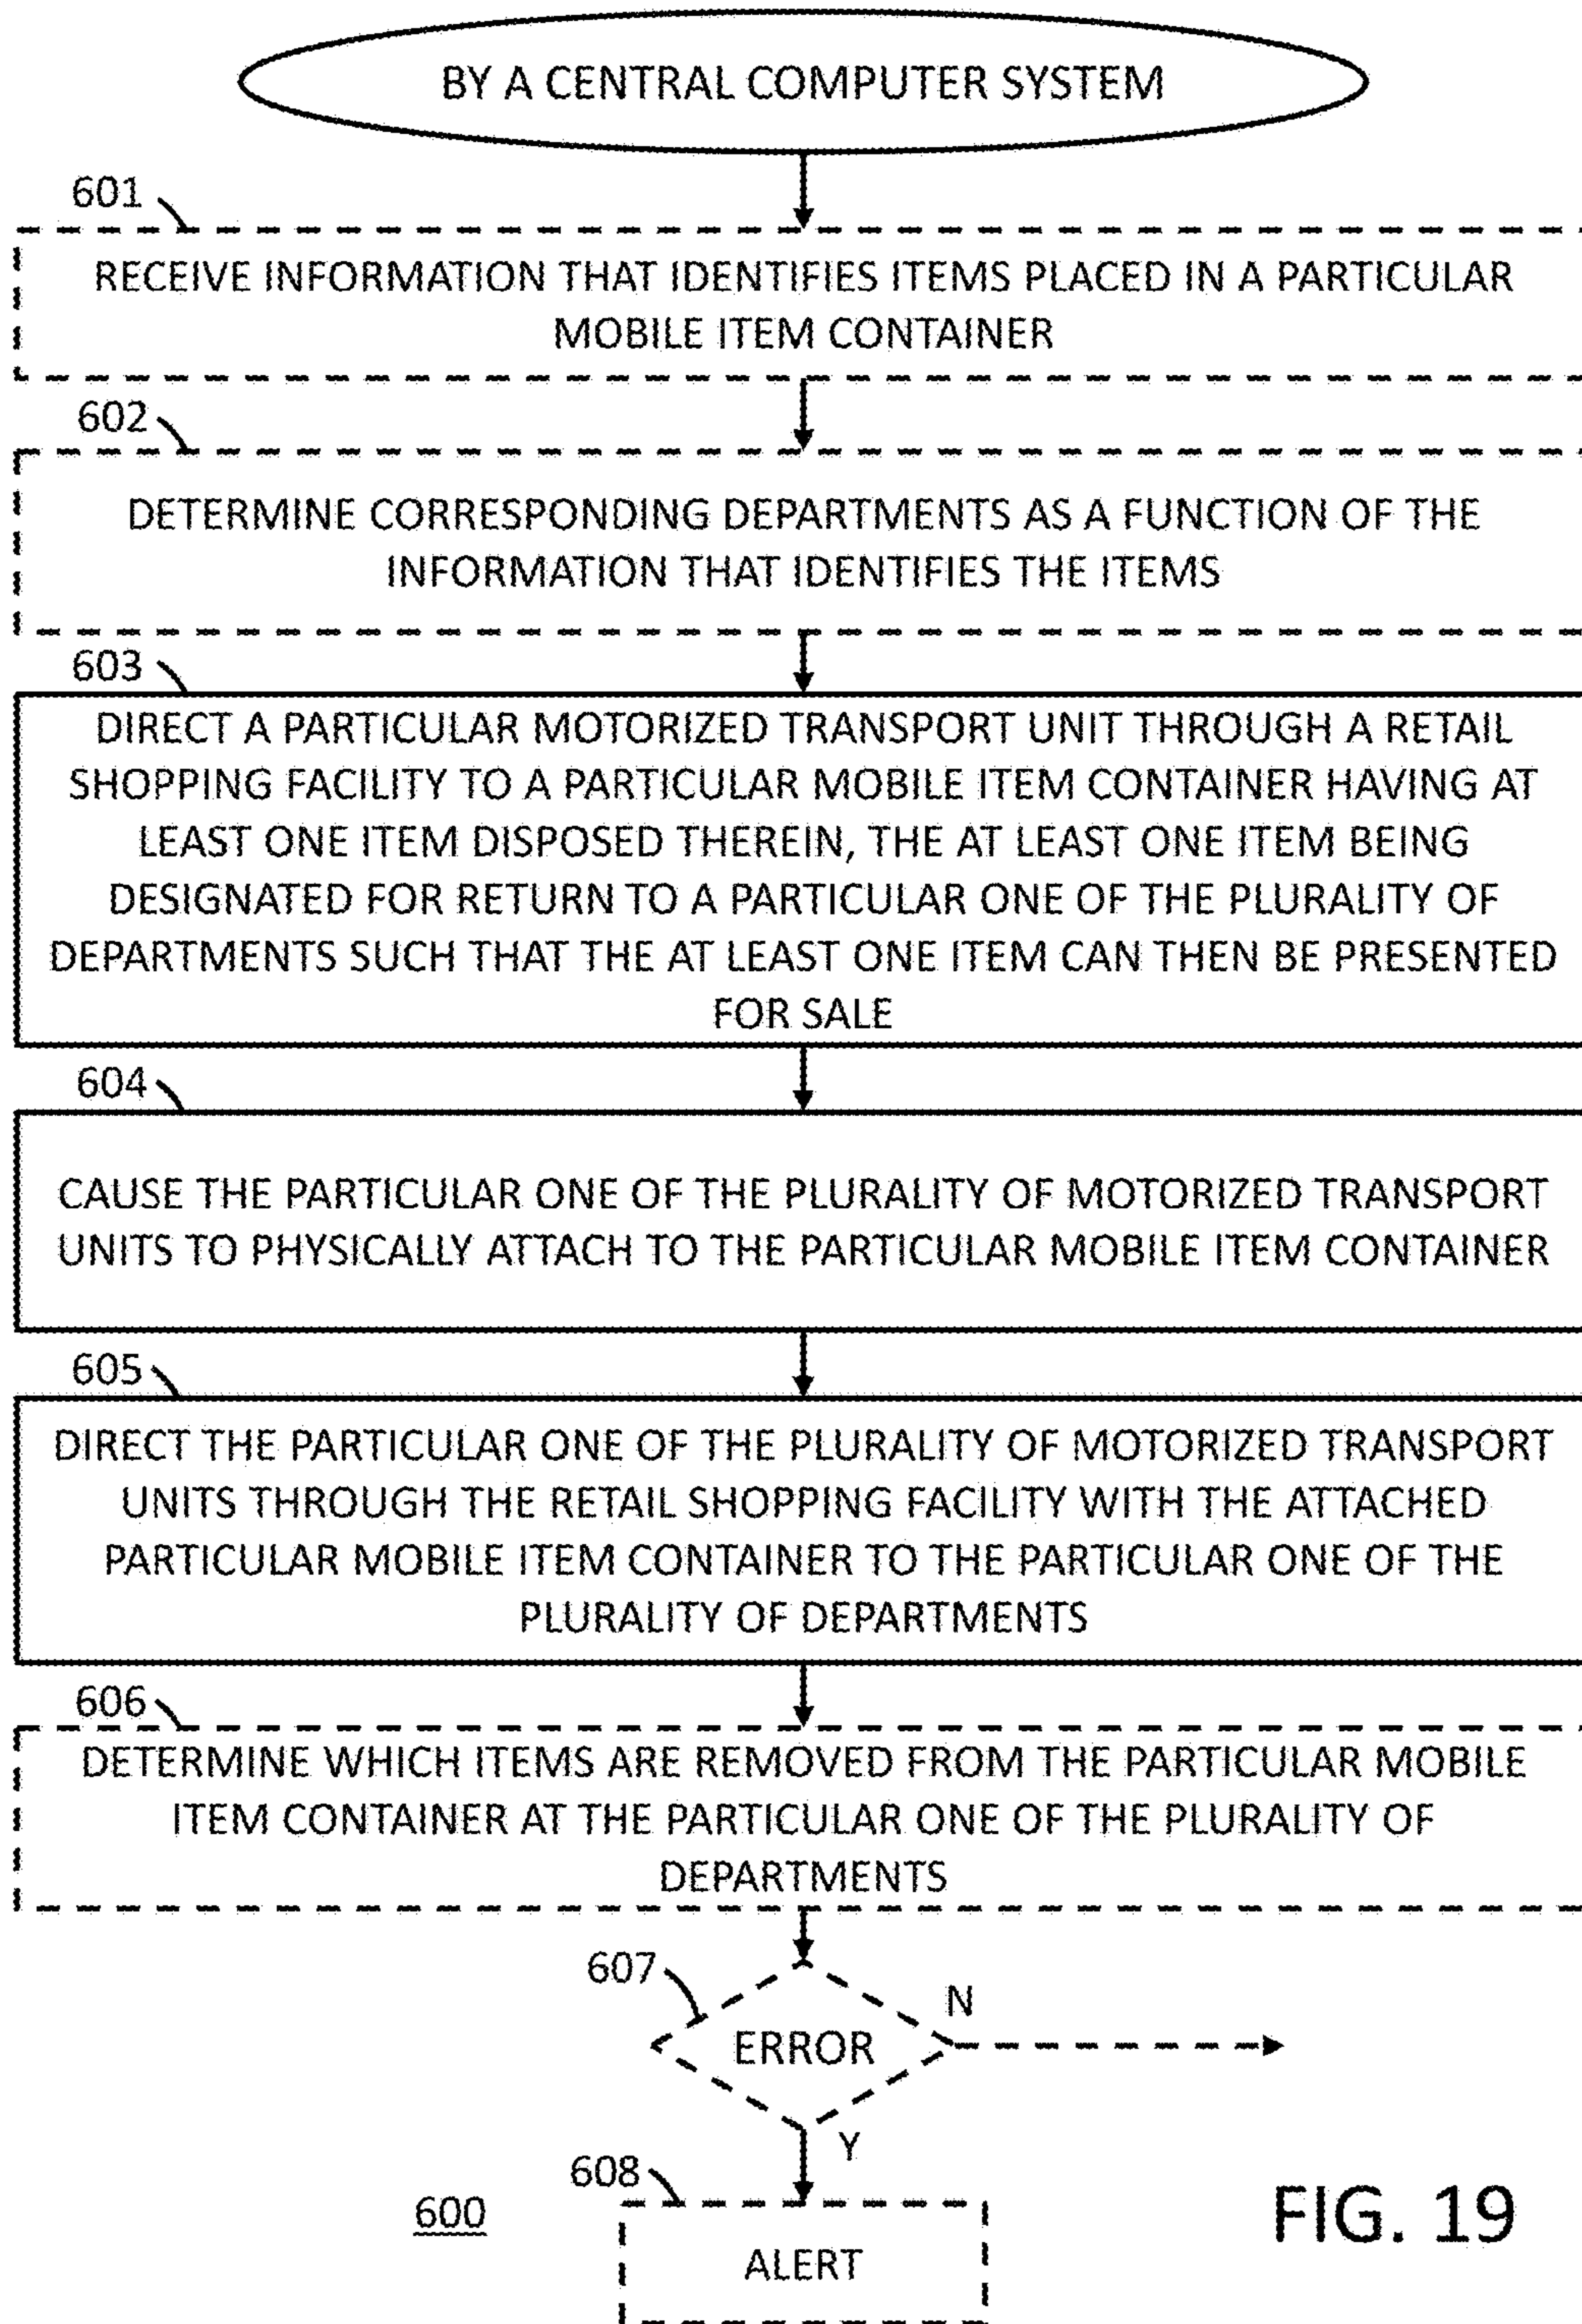 BY A CENTRAL COMPUTER SYSTEM
601
RECEIVE INFORMATION THAT IDENTIFIES ITEMS PLACED IN A PARTICULAR
MOBILE ITEM CONTAINER
602
DETERMINE CORRESPONDING DEPARTMENTS AS A FUNCTION OF THE
INFORMATION THAT IDENTIFIES THE ITEMS
603
DIRECT A PARTICULAR MOTORIZED TRANSPORT UNIT THROUGH A RETAIL
SHOPPING FACILITY TO A PARTICULAR MOBILE ITEM CONTAINER HAVING AT
LEAST ONE ITEM DISPOSED THEREIN, THE AT LEAST ONE ITEM BEING
DESIGNATED FOR RETURN TO A PARTICULAR ONE OF THE PLURALITY OF
DEPARTMENTS SUCH THAT THE AT LEAST ONE ITEM CAN THEN BE PRESENTED
FOR SALE
604
CAUSE THE PARTICULAR ONE OF THE PLURALITY OF MOTORIZED TRANSPORT
UNITS TO PHYSICALLY ATTACH TO THE PARTICULAR MOBILE ITEM CONTAINER
605
DIRECT THE PARTICULAR ONE OF THE PLURALITY OF MOTORIZED TRANSPORT
UNITS THROUGH THE RETAIL SHOPPING FACILITY WITH THE ATTACHED
PARTICULAR MOBILE ITEM CONTAINER TO THE PARTICULAR ONE OF THE
PLURALITY OF DEPARTMENTS
606
DETERMINE WHICH ITEMS ARE REMOVED FROM THE PARTICULAR MOBILE
ITEM CONTAINER AT THE PARTICULAR ONE OF THE PLURALITY OF
DEPARTMENTS
607
N
ERROR
Y
608
600
ALERT
FIG. 19